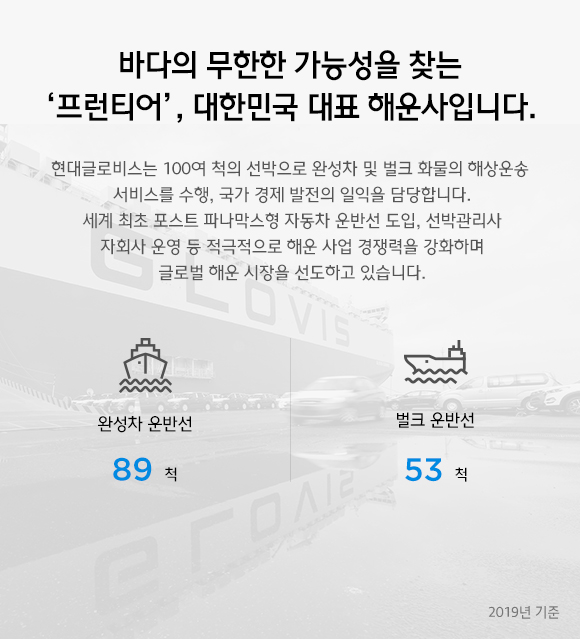 바다의 무한한 가능성을 찾는
‘프런티어’, 대한민국 대표 해운사입니다.
현대글로비스는 100여 척의 선박으로 완성차 및 벌크 화물의 해상운송
서비스를 수행, 국가 경제 발전의 일익을 담당합니다.
세계 최초 포스트 파나막스형 자동차 운반선 도입, 선박관리사
자회사 운영 등 적극적으로 해운 사업 경쟁력을 강화하며
글로벌 해운 시장을 선도하고 있습니다.
GLOVIS
완성차 운반선
89 척
벌크 운반선
53 척
2019년 기준